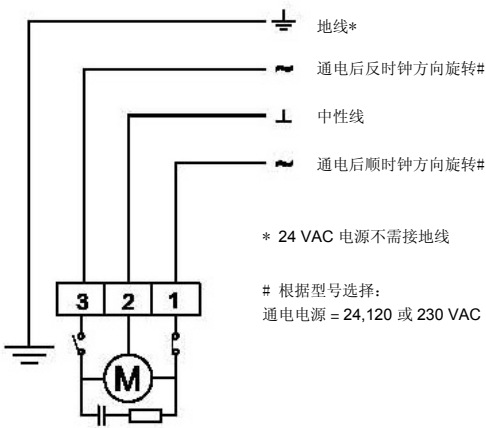 地线*
通电后反时钟方向旋转#
中性线
通电后顺时钟方向旋转#
* 24 VAC 电源不需接地线
# 根据型号选择:
通电电源 = 24,120 或 230 VAC
3 2 1
M